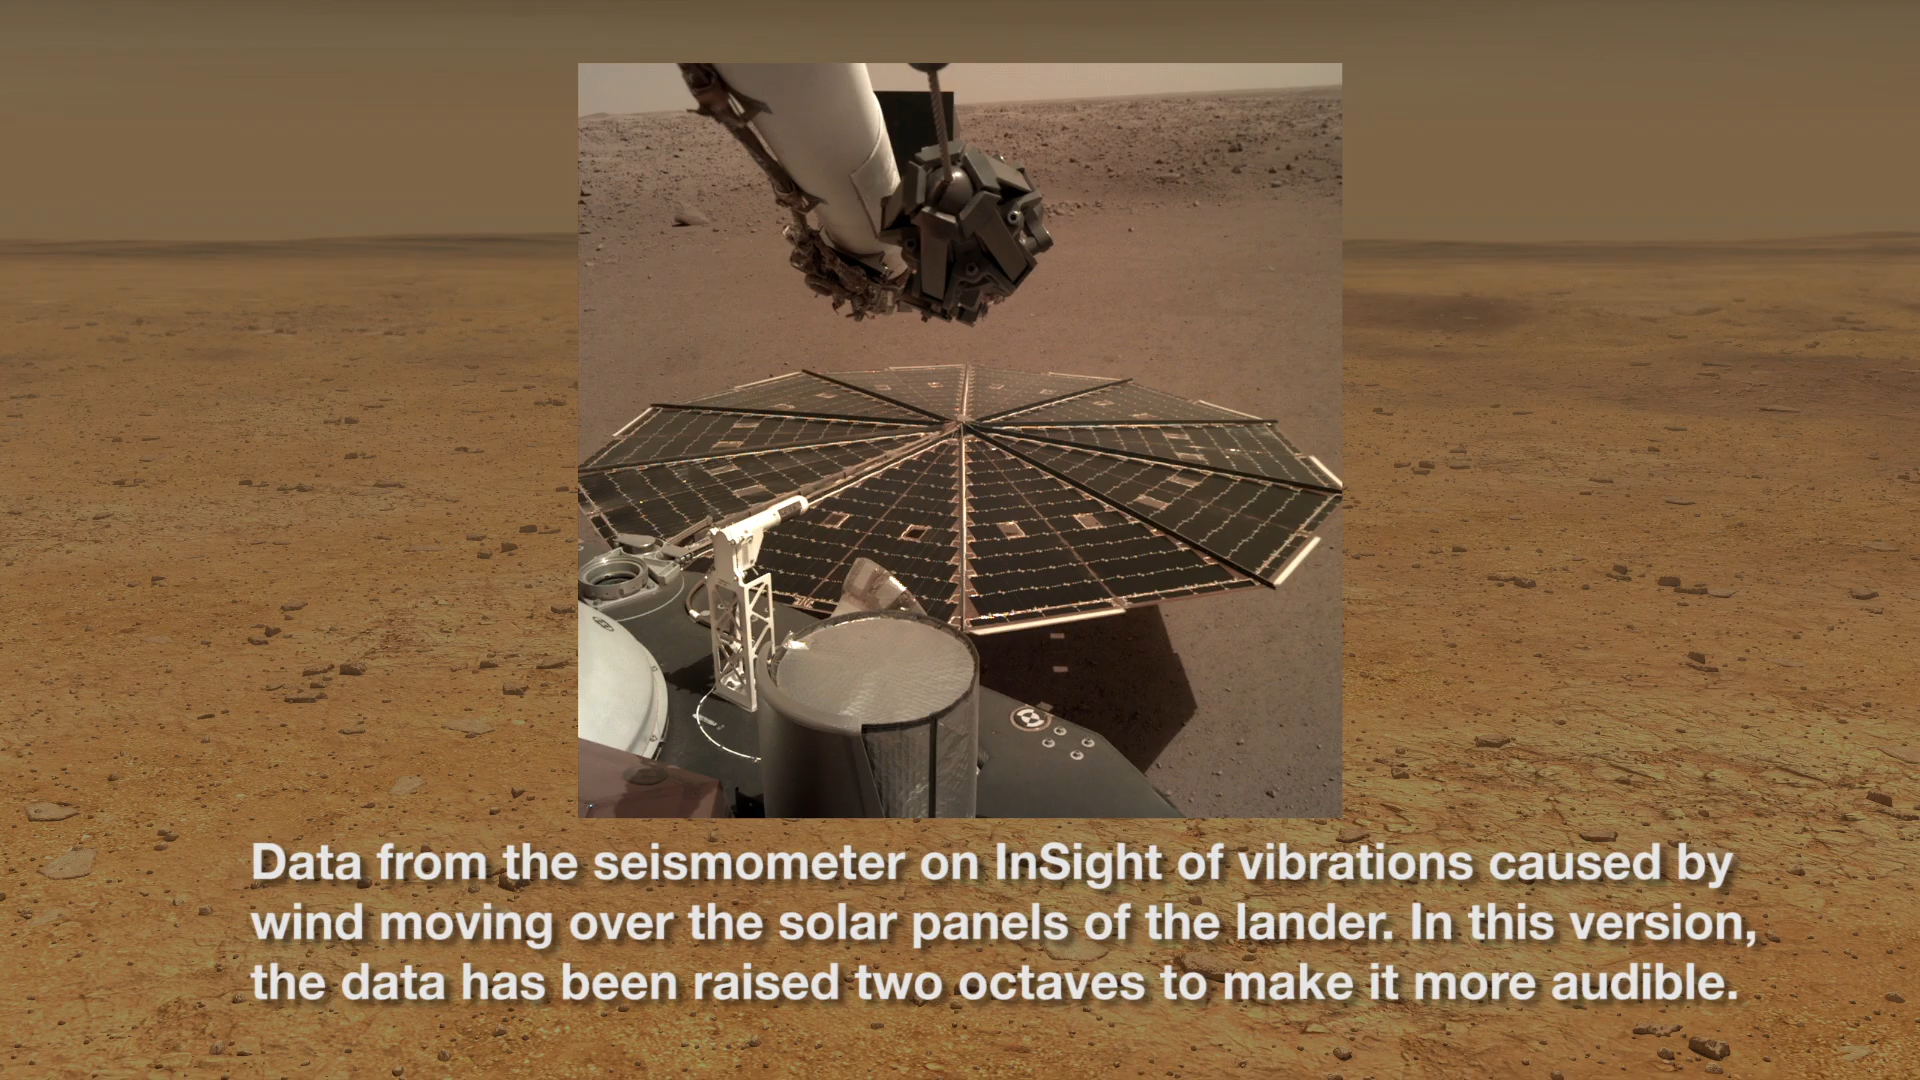 Data from the seismometer on InSight of vibrations caused by
wind moving over the solar panels of the lander. In this version,
the data has been raised two octaves to make it more audible.